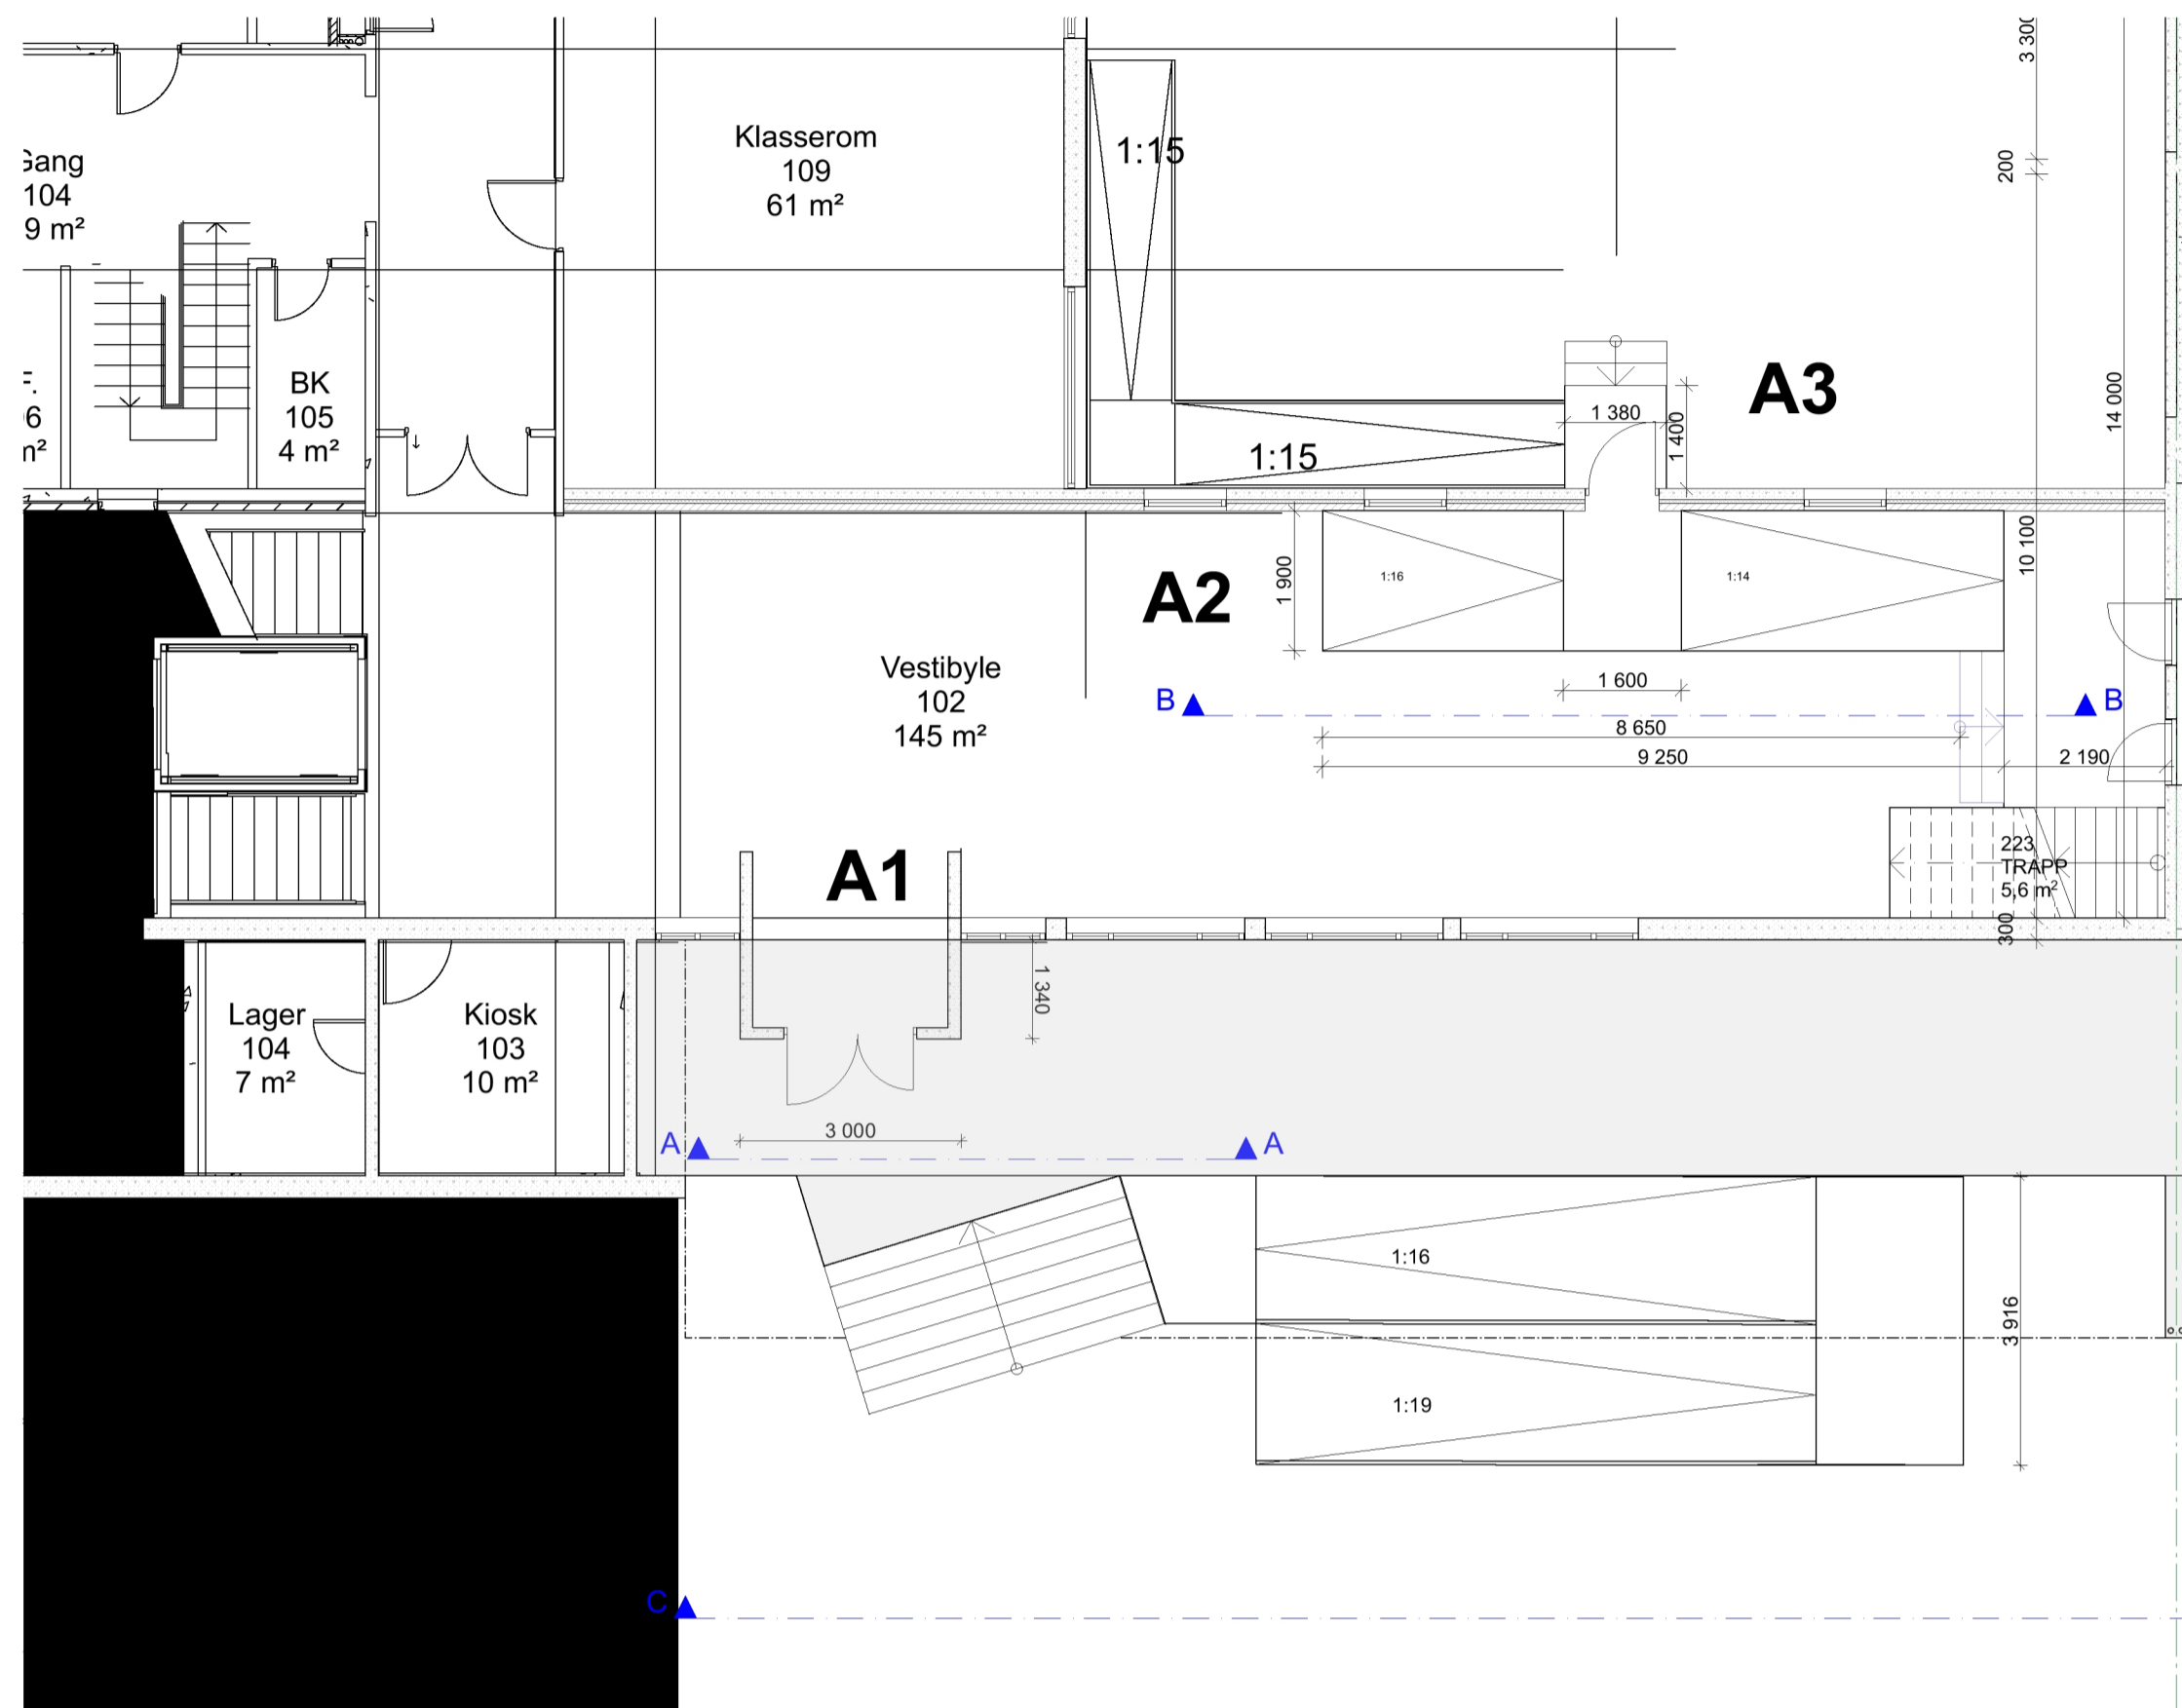 3 300
Klasserom
109
61 m²
1:15
Gang
104
9 m²
200
14 000
A3
BK
105
4 m²
F.
m²
1 380
1 400
1:15
10 100
1 900
A2
1:16
1:14
Vestibyle
102
145 m²
1 600
B
B
8 650
9 250
2 190
223
TRAPP
5,6 m²
300
A1
1 340
Lager
104
7 m²
Kiosk
103
10 m²
3 000
A
A
1:16
3 916
1:19
C